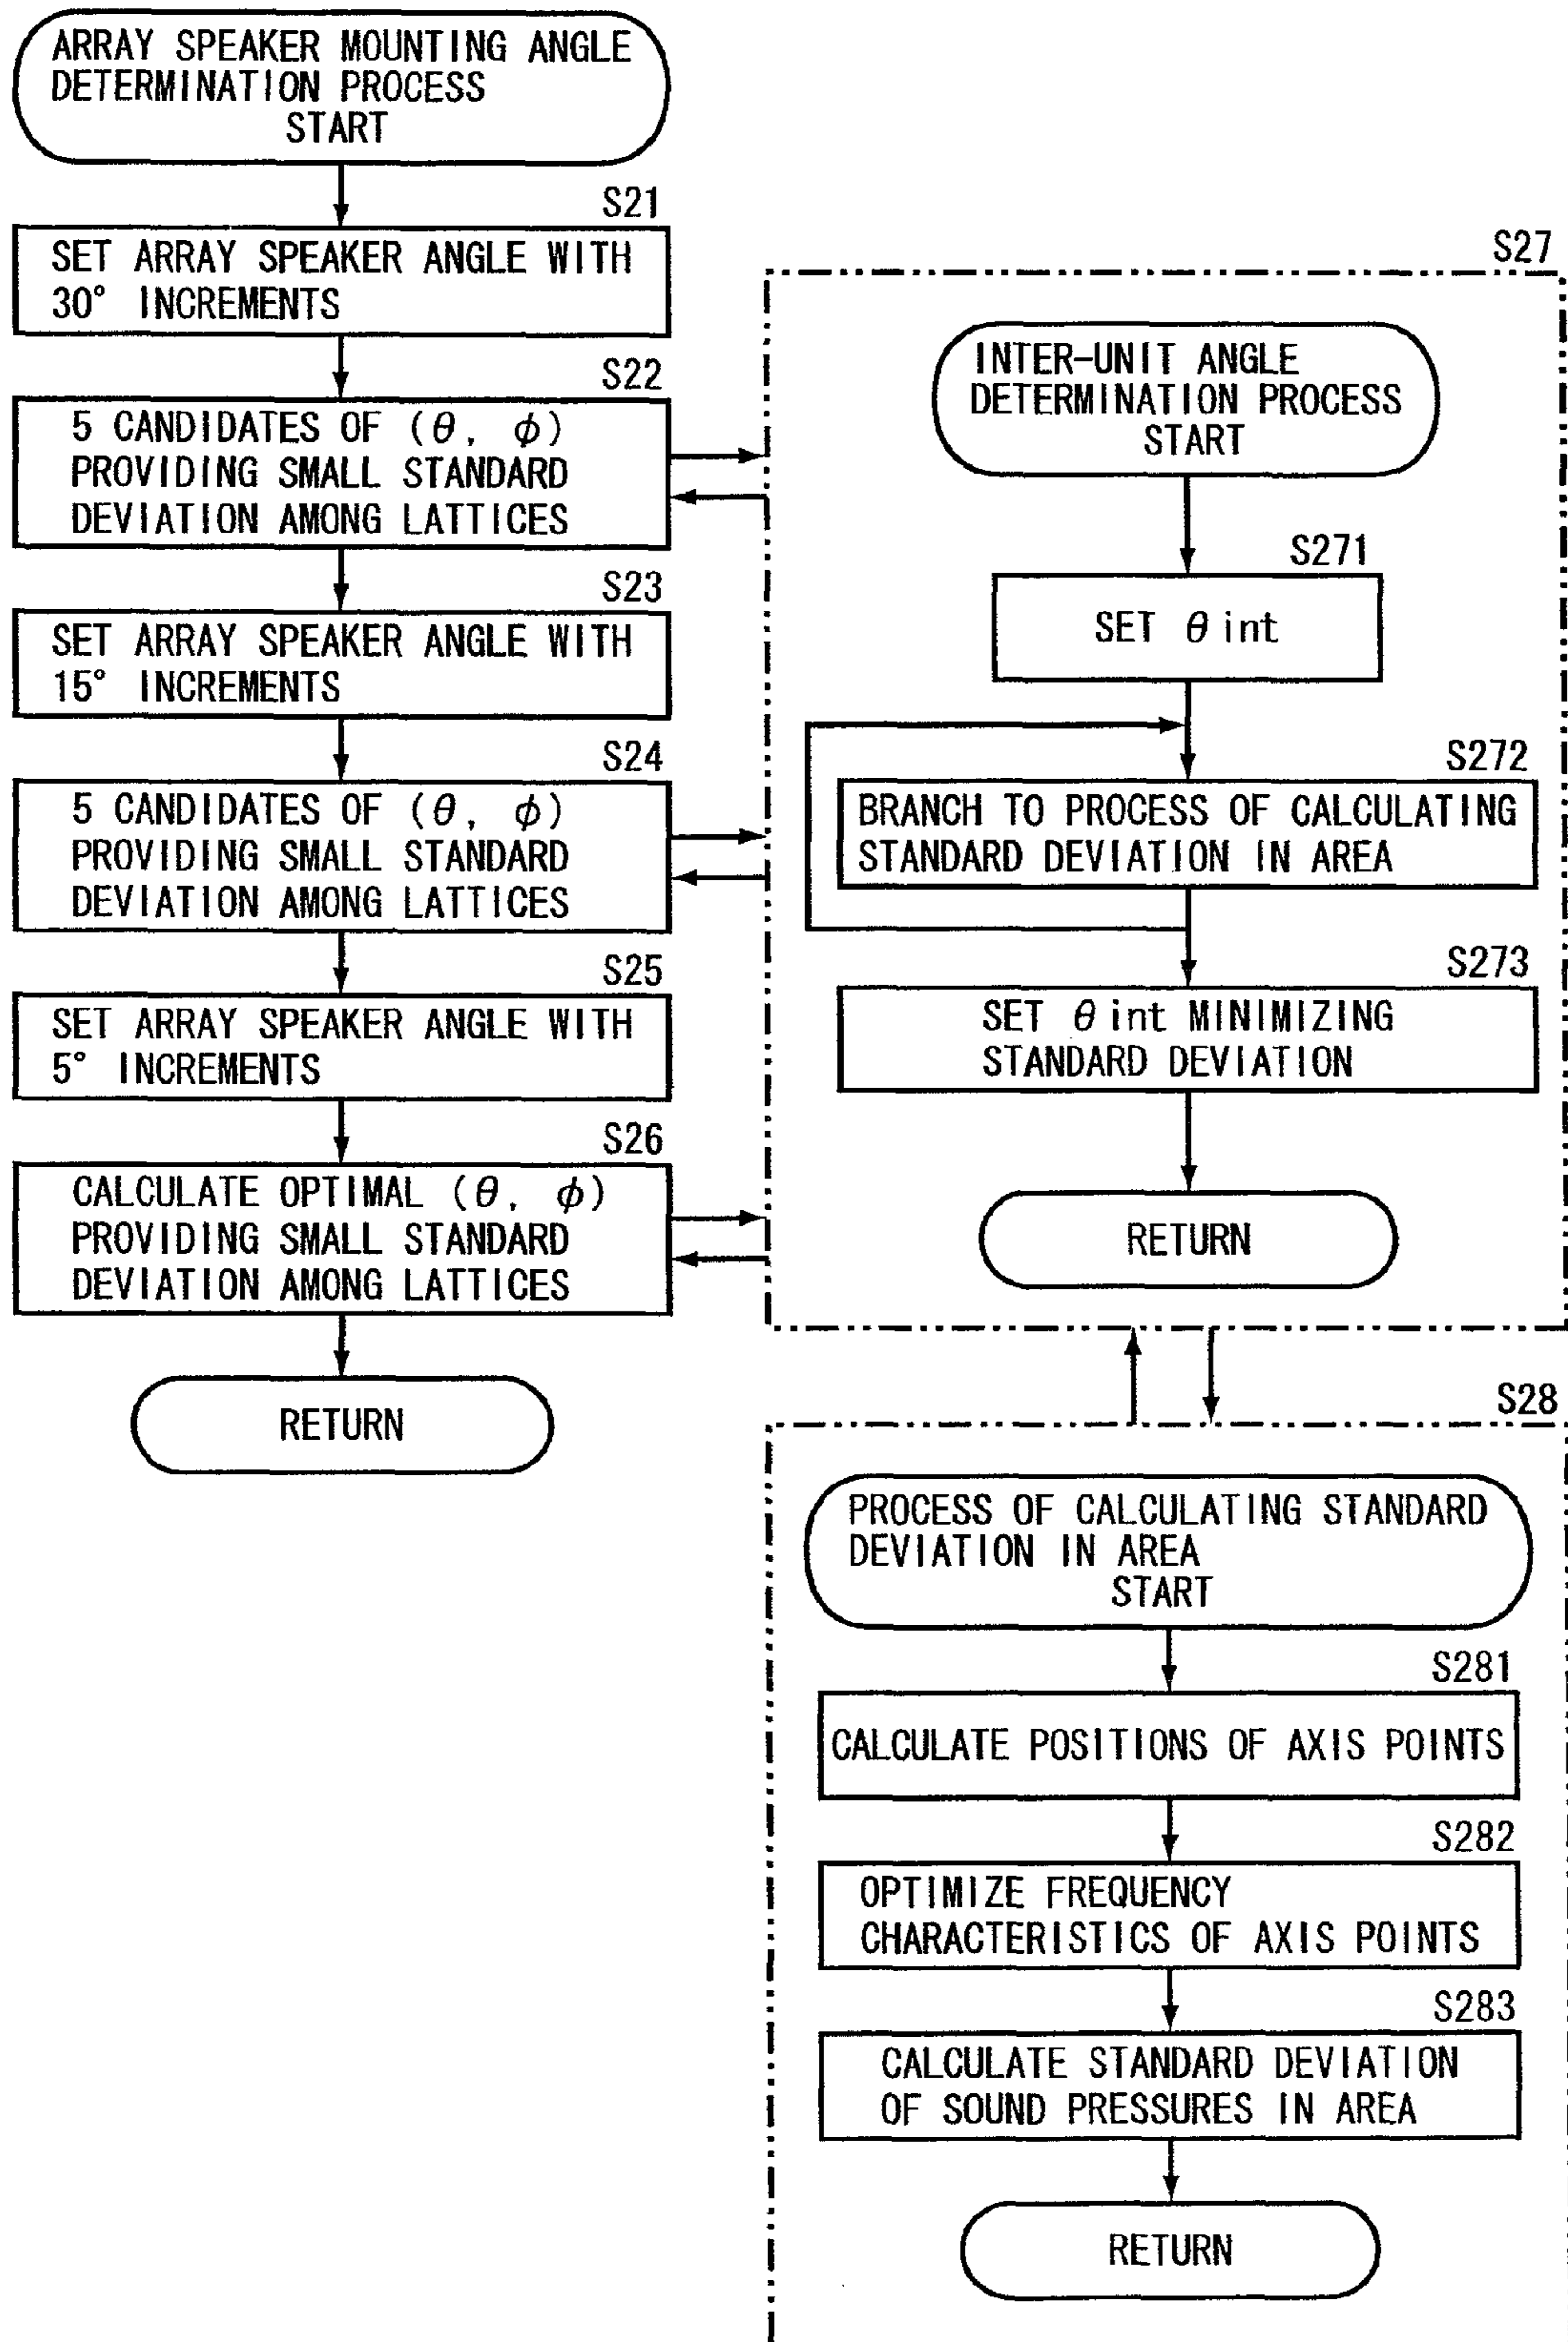 ARRAY SPEAKER MOUNTING ANGLE
DETERMINATION PROCESS
START
S21
SET ARRAY SPEAKER ANGLE WITH
30° INCREMENTS
S22
5 CANDIDATES OF (θ, φ)
PROVIDING SMALL STANDARD
DEVIATION AMONG LATTICES
S23
SET ARRAY SPEAKER ANGLE WITH
15° INCREMENTS
S24
5 CANDIDATES OF (θ, φ)
PROVIDING SMALL STANDARD
DEVIATION AMONG LATTICES
S25
SET ARRAY SPEAKER ANGLE WITH
5° INCREMENTS
S26
CALCULATE OPTIMAL (θ, φ)
PROVIDING SMALL STANDARD
DEVIATION AMONG LATTICES
RETURN
S27
INTER-UNIT ANGLE
DETERMINATION PROCESS
START
S271
SET θ int
S272
BRANCH TO PROCESS OF CALCULATING
STANDARD DEVIATION IN AREA
S273
SET θ int MINIMIZING
STANDARD DEVIATION
RETURN
S28
PROCESS OF CALCULATING STANDARD
DEVIATION IN AREA
START
S281
CALCULATE POSITIONS OF AXIS POINTS
S282
OPTIMIZE FREQUENCY
CHARACTERISTICS OF AXIS POINTS
S283
CALCULATE STANDARD DEVIATION
OF SOUND PRESSURES IN AREA
RETURN